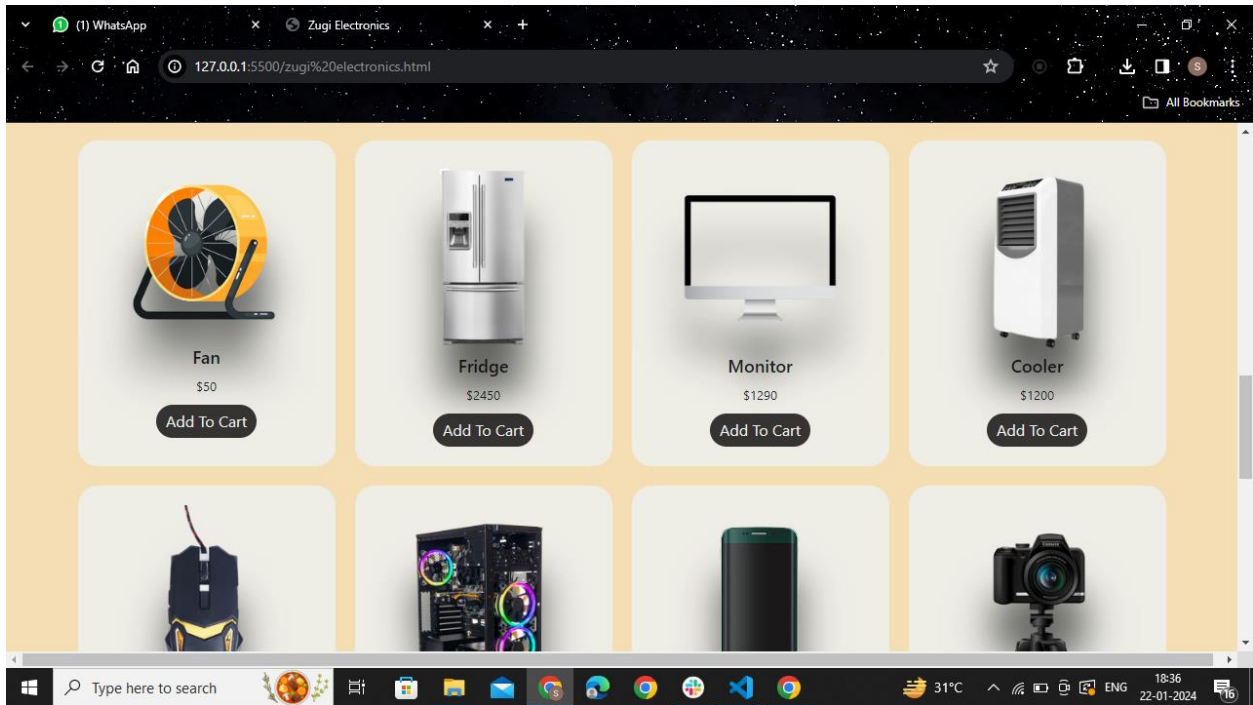 1 (1) WhatsApp
Zugi Electronics
127.0.0.1:5500/zugi%20electronics.html
S
All Bookmarks
Fan
$50
Add To Cart
Fridge
$2450
Add To Cart
Monitor
$1290
Add To Cart
Cooler
$1200
Add To Cart
Type here to search
31°C
ENG
18:36
22-01-2024
16